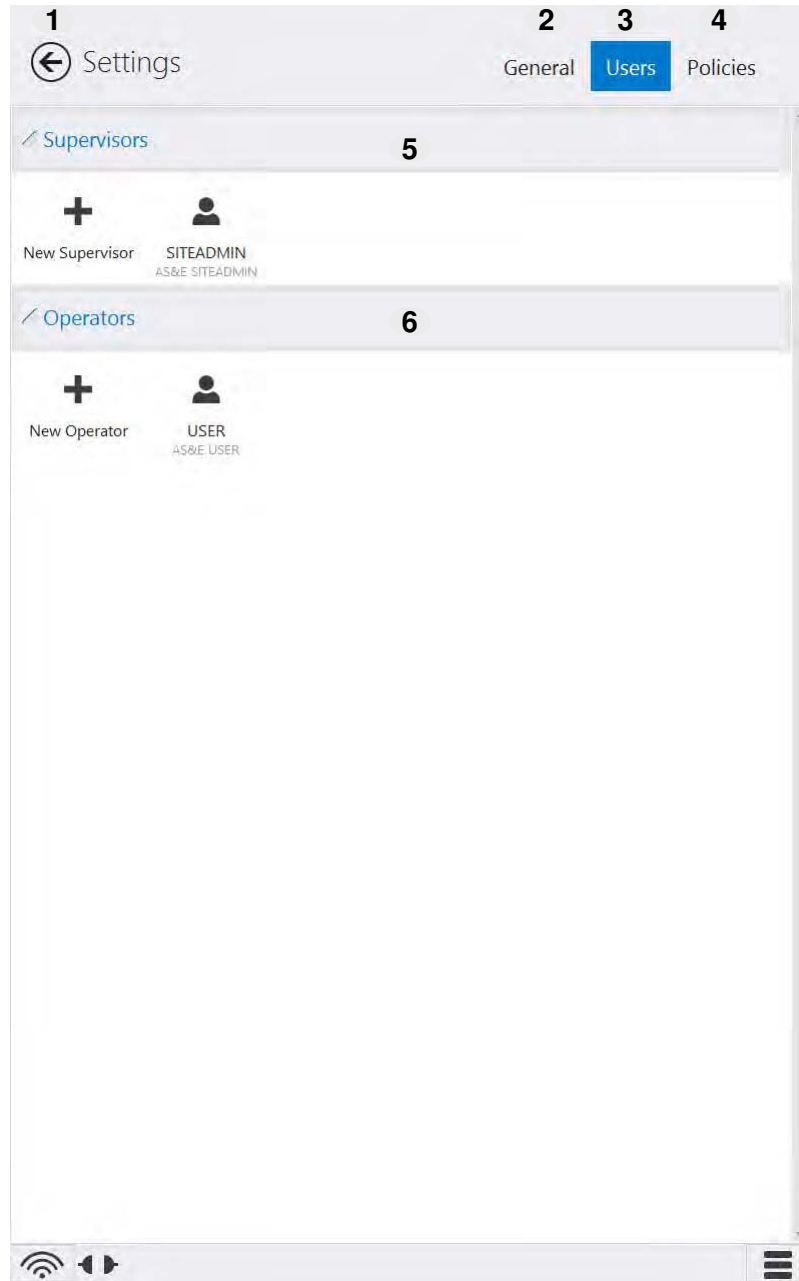 1 2 3 4
Settings General Users Policies
Supervisors 5
New Supervisor SITEADMIN
AS&E SITEADMIN
Operators 6
New Operator USER
AS&E USER